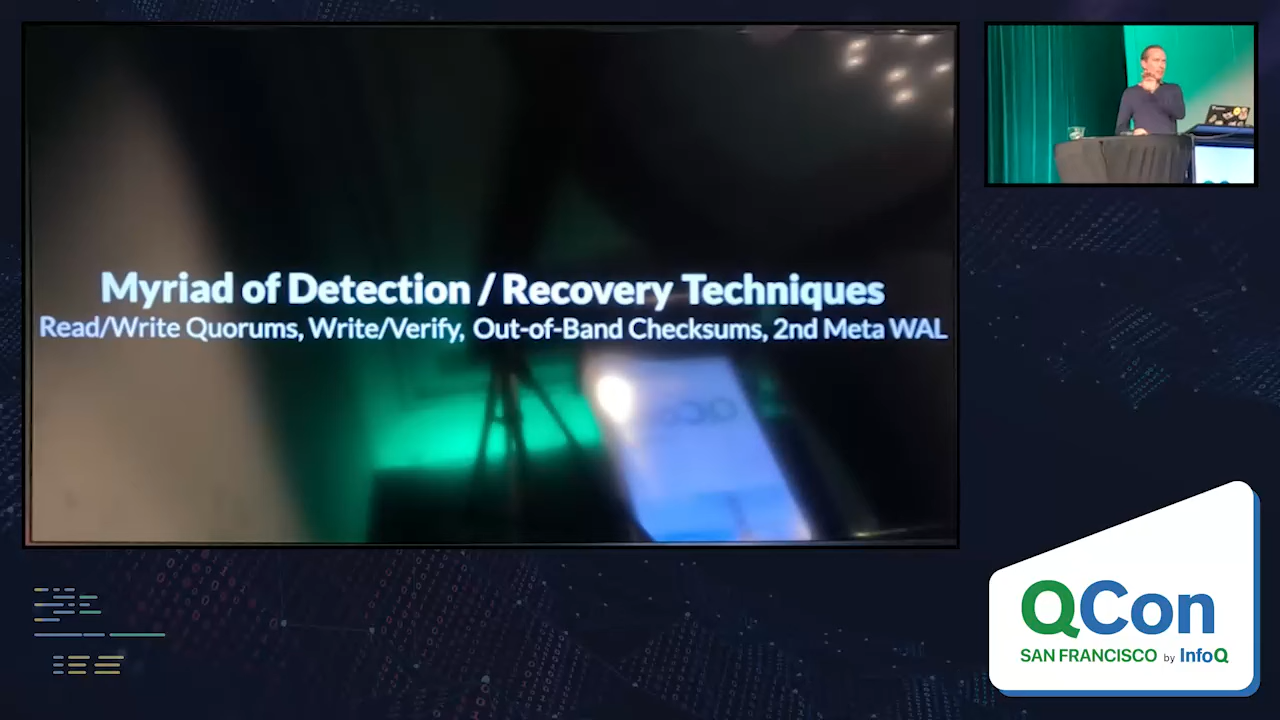 Myriad of Detection / Recovery Techniques
Read/Write Quorums, Write/Verify, Out-of-Band Checksums, 2nd Meta WAL
QCon
SAN FRANCISCO by InfoQ